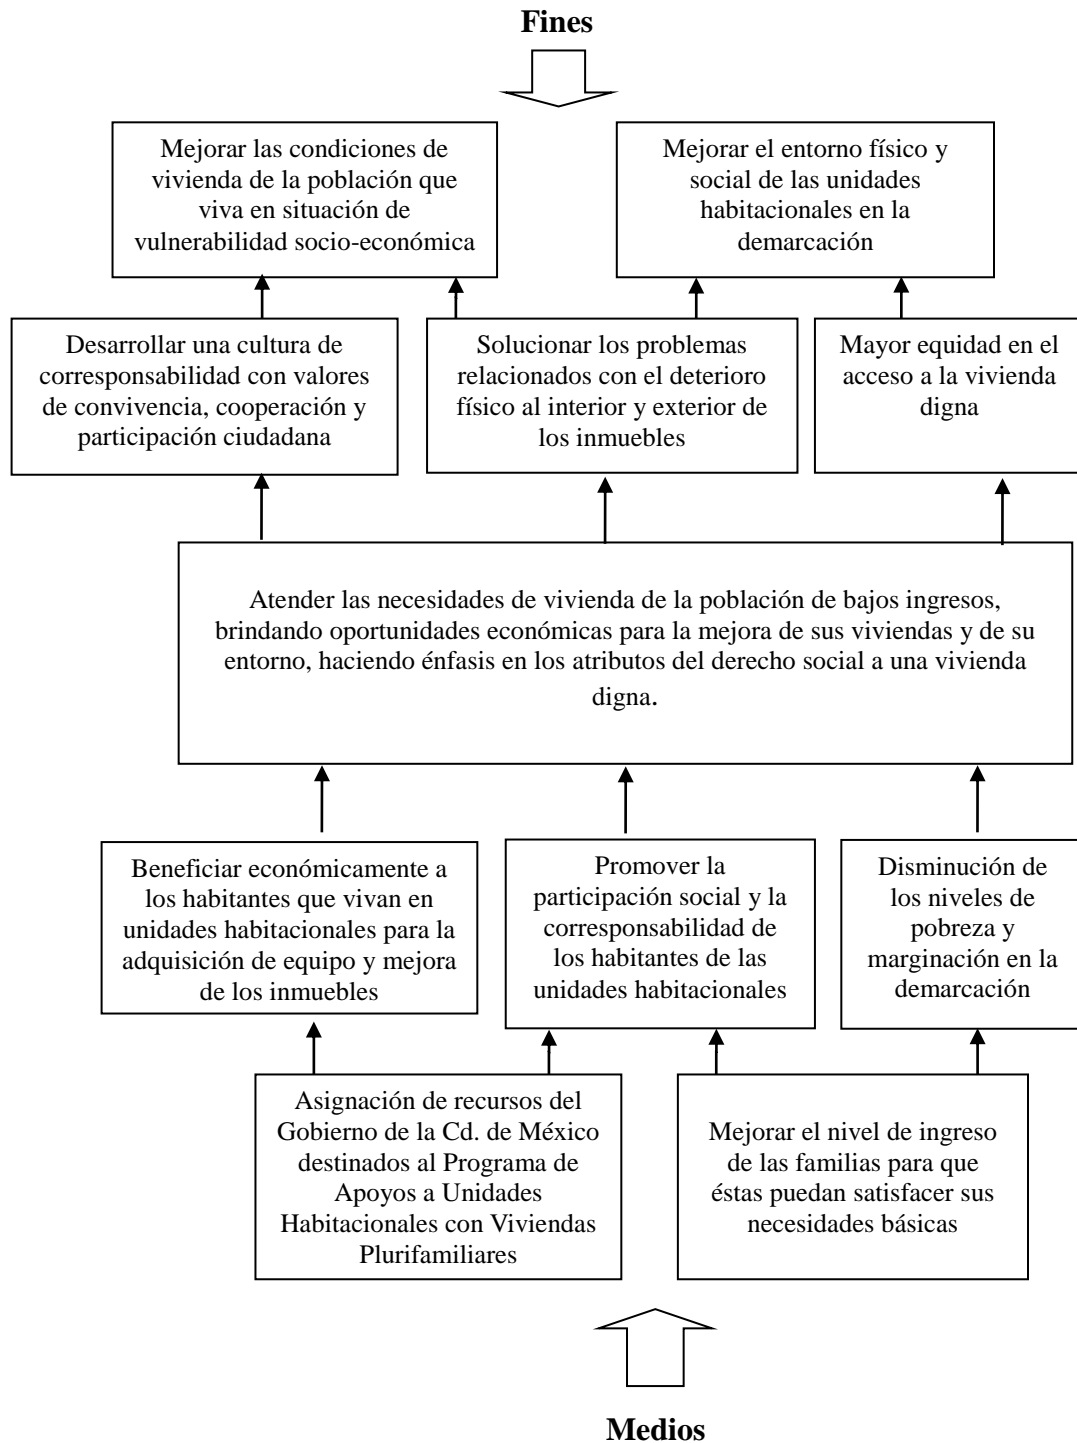 Fines
Mejorar las condiciones de
vivienda de la población que
viva en situación de
vulnerabilidad socio-económica
Mejorar el entorno físico y
social de las unidades
habitacionales en la
demarcación
Desarrollar una cultura de
corresponsabilidad con valores
de convivencia, cooperación y
participación ciudadana
Solucionar los problemas
relacionados con el deterioro
físico al interior y exterior de
los inmuebles
Mayor equidad en el
acceso a la vivienda
digna
Atender las necesidades de vivienda de la población de bajos ingresos,
brindando oportunidades económicas para la mejora de sus viviendas y de su
entorno, haciendo énfasis en los atributos del derecho social a una vivienda
digna.
Beneficiar económicamente a
los habitantes que vivan en
unidades habitacionales para la
adquisición de equipo y mejora
de los inmuebles
Promover la
participación social y la
corresponsabilidad de
los habitantes de las
unidades habitacionales
Disminución de
los niveles de
pobreza y
marginación en la
demarcación
Asignación de recursos del
Gobierno de la Cd. de México
destinados al Programa de
Apoyos a Unidades
Habitacionales con Viviendas
Plurifamiliares
Mejorar el nivel de ingreso
de las familias para que
éstas puedan satisfacer sus
necesidades básicas
Medios